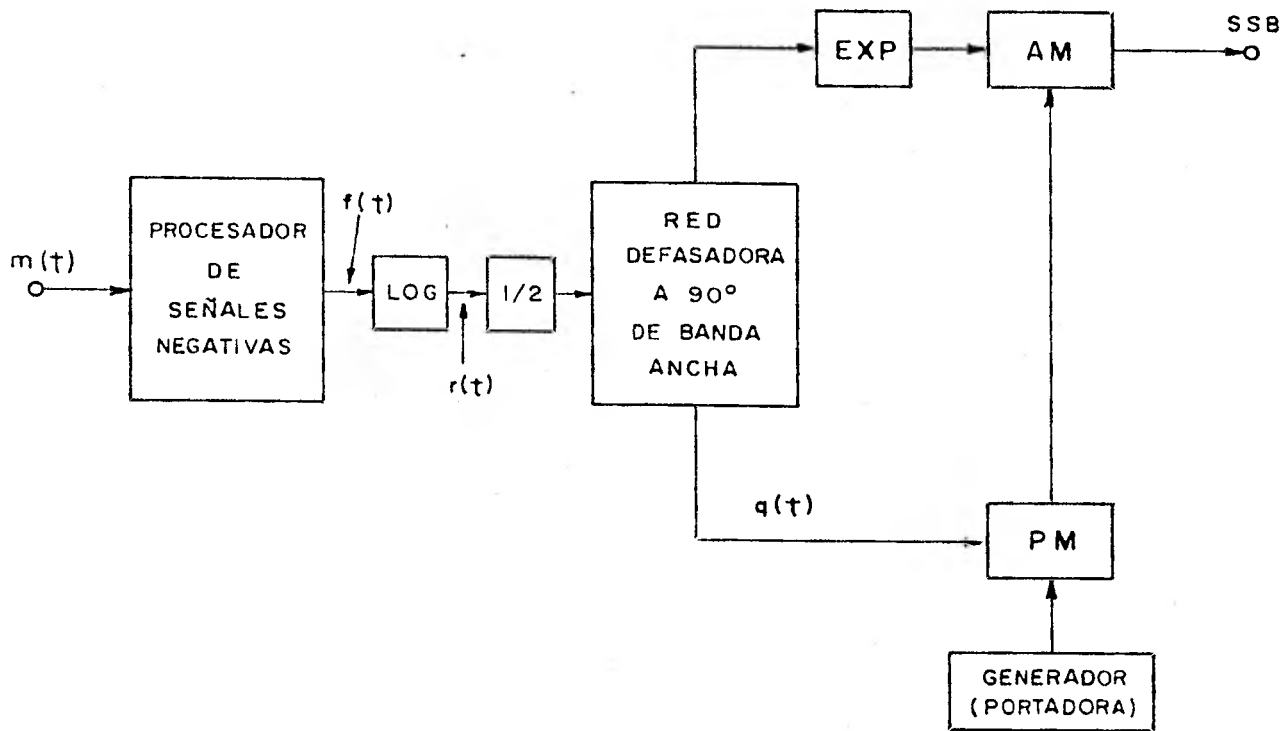 SSB
EXP
AM
f(t)
PROCESADOR
DE
SEÑALES
NEGATIVAS
m(t)
LOG
1/2
r(t)
RED
DEFASADORA
A 90°
DE BANDA
ANCHA
q(t)
PM
GENERADOR
(PORTADORA)